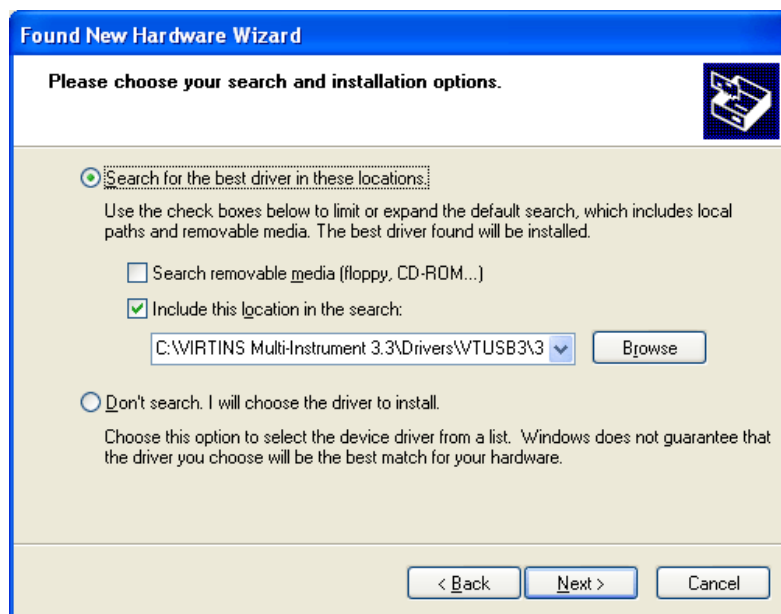 Found New Hardware Wizard
Please choose your search and installation options.
Search for the best driver in these locations.
Use the check boxes below to limit or expand the default search, which includes local
paths and removable media. The best driver found will be installed.
Search removable media (floppy, CD-ROM...)
Include this location in the search:
C:\VIRTINS Multi-Instrument 3.3\Drivers\VTUSB3\3
Browse
Don't search. I will choose the driver to install.
Choose this option to select the device driver from a list. Windows does not guarantee that
the driver you choose will be the best match for your hardware.
< Back
Next >
Cancel